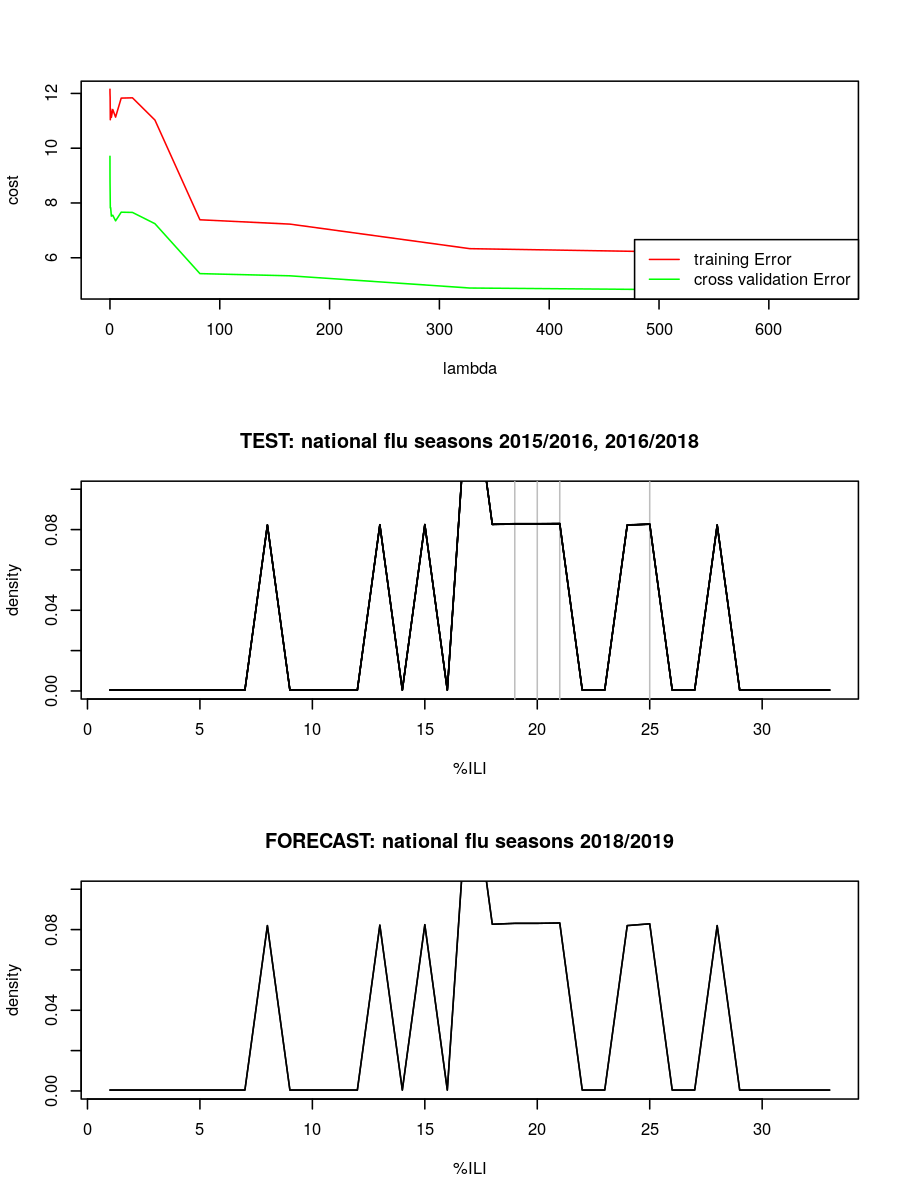 12
10
8
6
cost
training Error
cross validation Error
0 100 200 300 400 500 600
lambda
TEST: national flu seasons 2015/2016, 2016/2018
0.08
0.04
0.00
density
0 5 10 15 20 25 30
%ILI
FORECAST: national flu seasons 2018/2019
0.08
0.04
0.00
density
0 5 10 15 20 25 30
%ILI